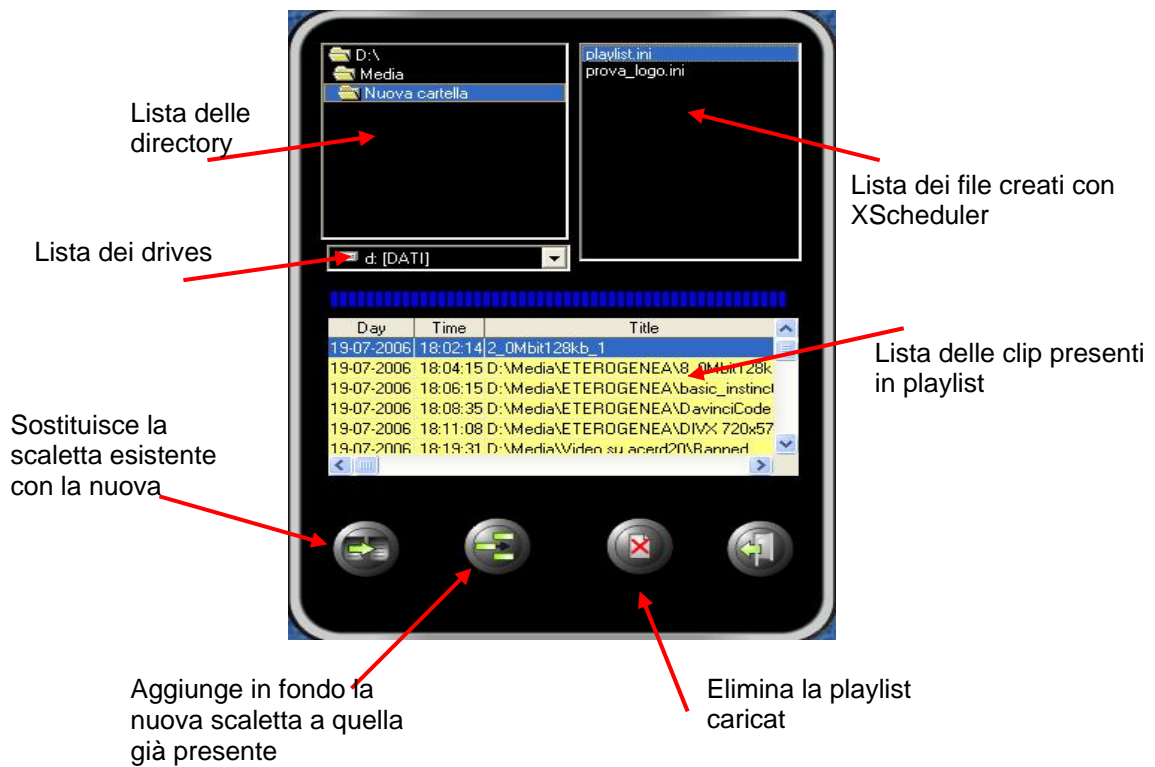 D:\
Media
Nuova cartella
playlist.ini
prova_logo.ini
Lista delle
directory
Lista dei file creati con
XScheduler
Lista dei drives
d: [DATI]
Day Time Title
19-07-2006 18:02:14 2_0Mbit128kb_1
19-07-2006 18:04:15 D:\Media\ETEROGENEA\8_0Mbit128k
19-07-2006 18:06:15 D:\Media\ETEROGENEA\basic_instinct
19-07-2006 18:08:35 D:\Media\ETEROGENEA\DavinciCode
19-07-2006 18:11:08 D:\Media\ETEROGENEA\DIVX 720x57
19-07-2006 18:19:31 D:\Media\Video su acerd20\Banned
Lista delle clip presenti
in playlist
Sostituisce la
scaletta esistente
con la nuova
Aggiunge in fondo la
nuova scaletta a quella
già presente
Elimina la playlist
caricat